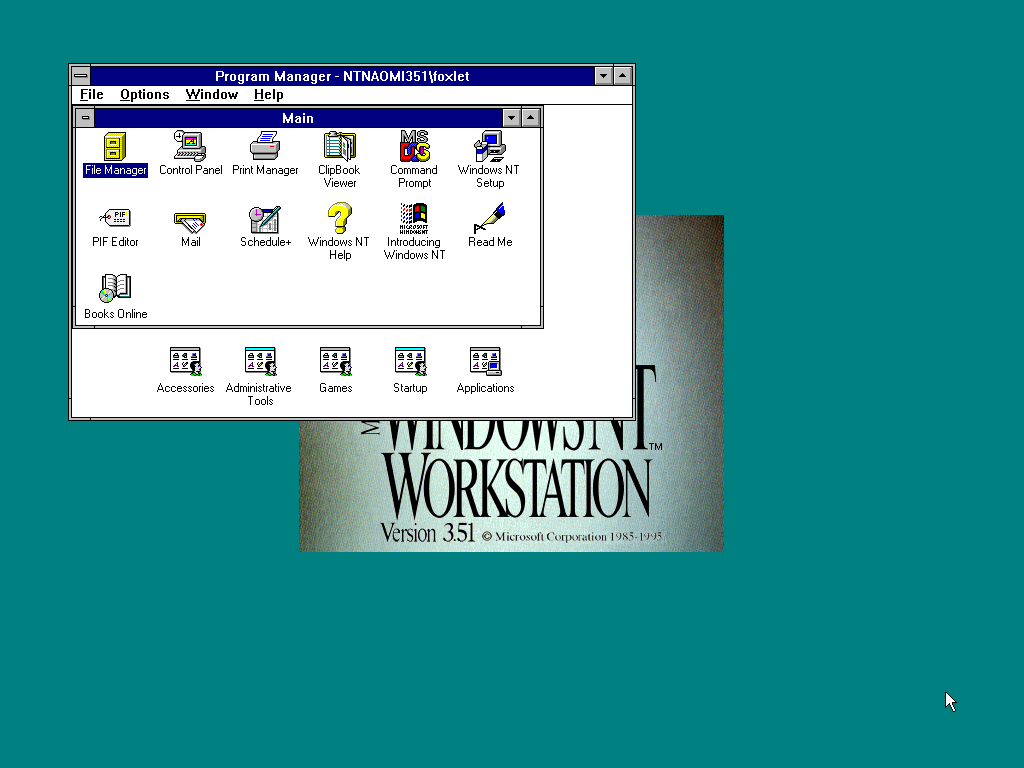 Program Manager - NTNAOMI351\foxlet
File Options Window Help
Main
File Manager Control Panel Print Manager ClipBook Viewer Command Prompt Windows NT Setup
PIF Editor Mail Schedule+ Windows NT Help Introducing Windows NT Read Me
Books Online
Accessories Administrative Tools Games Startup Applications
WINDOWS NT™
WORKSTATION
Version 3.51 © Microsoft Corporation 1985-1995